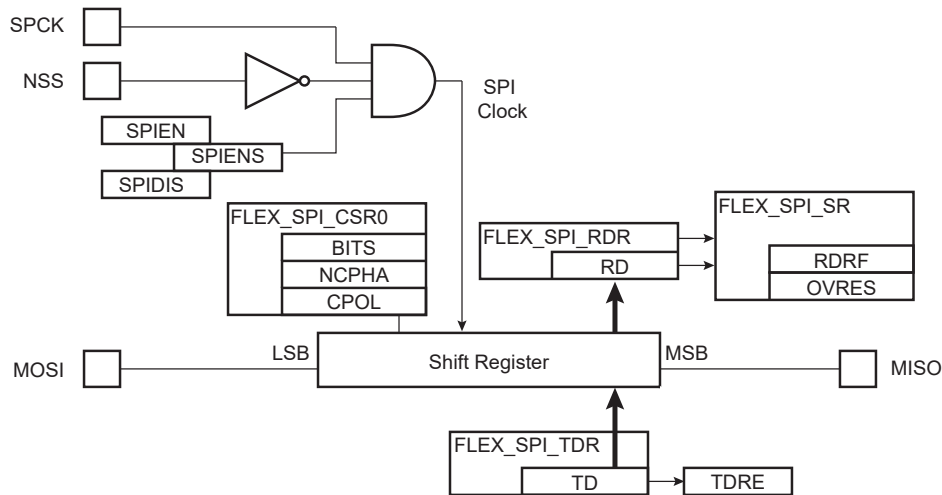 SPCK
NSS
SPI
Clock
SPIEN
SPIENS
SPIDIS
FLEX_SPI_CSR0
BITS
NCPHA
CPOL
FLEX_SPI_RDR
RD
FLEX_SPI_SR
RDRF
OVRES
MOSI
LSB
Shift Register
MSB
MISO
FLEX_SPI_TDR
TD
TDRE